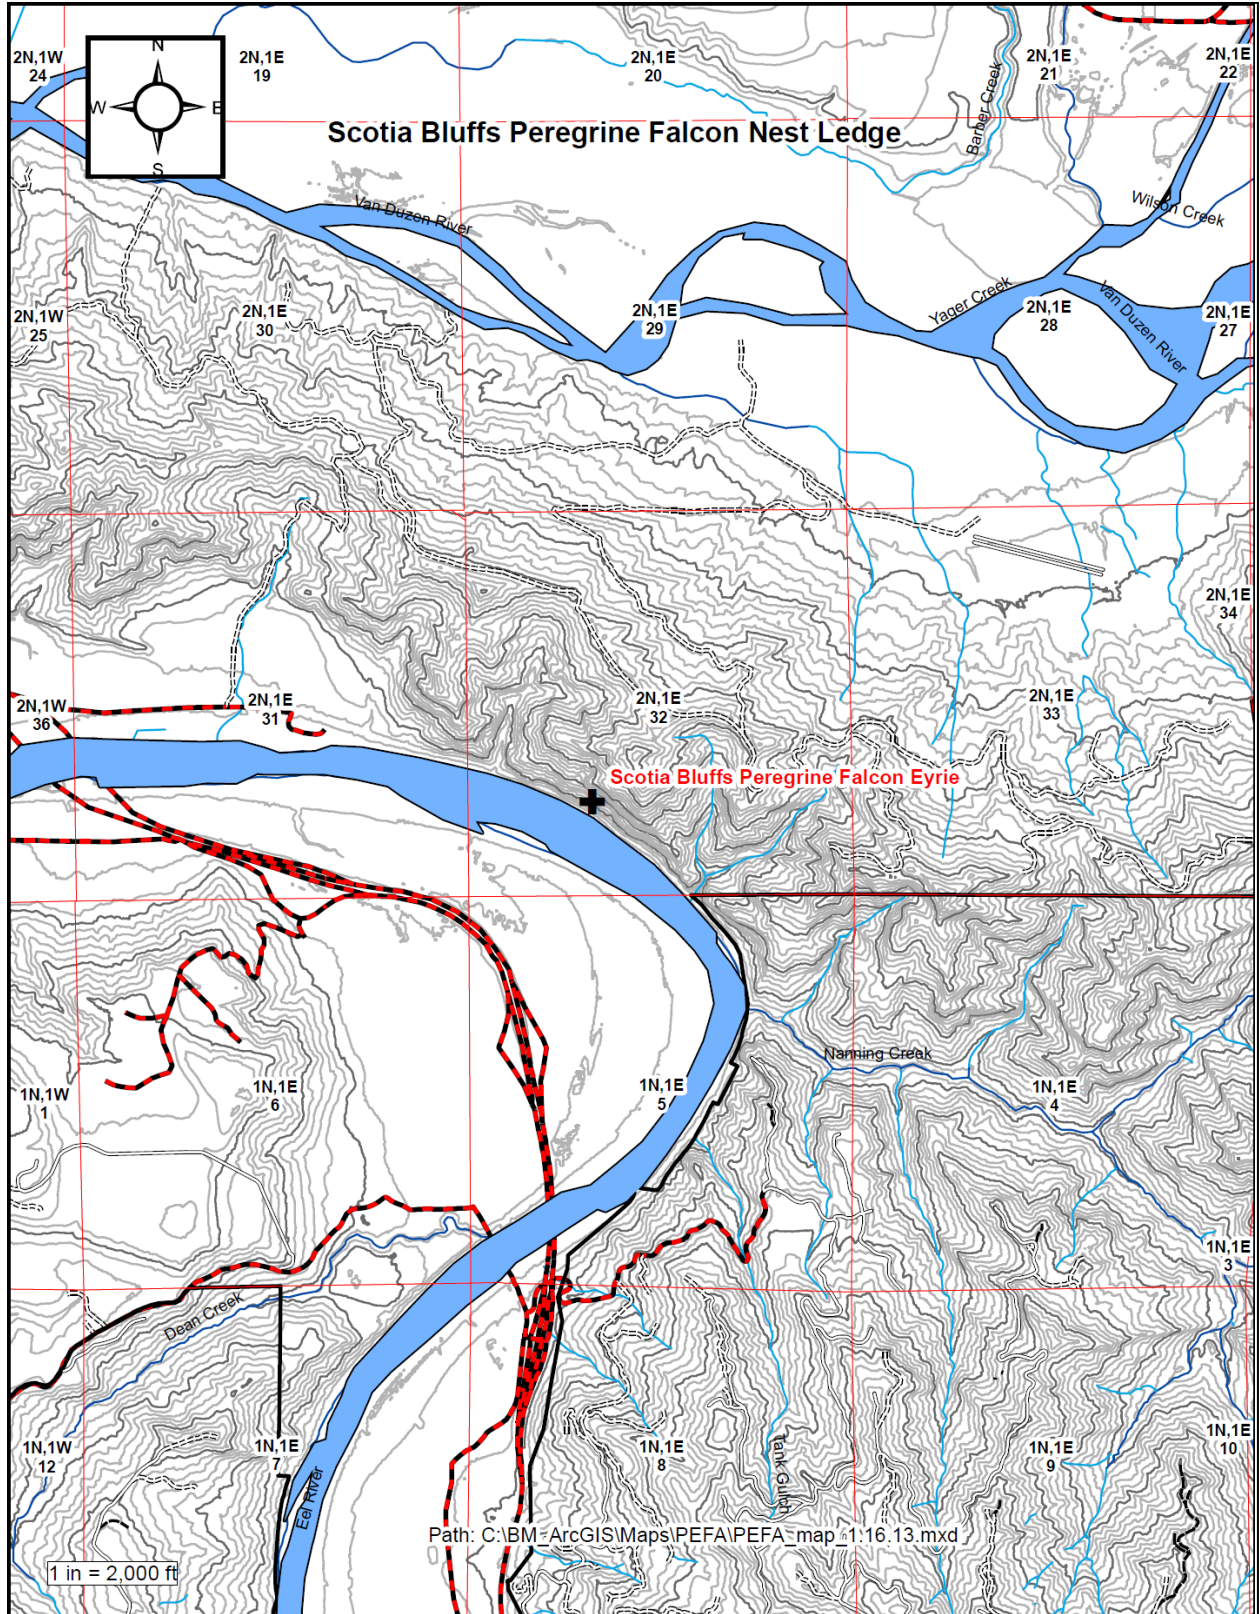 2N,1W
24
N
W
E
S
2N,1E
19
2N,1E
20
2N,1E
21
2N,1E
22
Scotia Bluffs Peregrine Falcon Nest Ledge
Barber Creek
Van Duzen River
Wilson Creek
2N,1W
25
2N,1E
30
2N,1E
29
Yager Creek
2N,1E
28
Van Duzen River
2N,1E
27
2N,1E
34
2N,1W
36
2N,1E
31
2N,1E
32
2N,1E
33
Scotia Bluffs Peregrine Falcon Eyrie
Nanning Creek
1N,1W
1
1N,1E
6
1N,1E
5
1N,1E
4
1N,1E
3
Dean Creek
1N,1W
12
1N,1E
7
Eel River
1N,1E
8
Tank Gulch
1N,1E
9
1N,1E
10
Path: C:\BM_ArcGIS\Maps\PEFA\PEFA_map_1.16.13.mxd
1 in = 2,000 ft